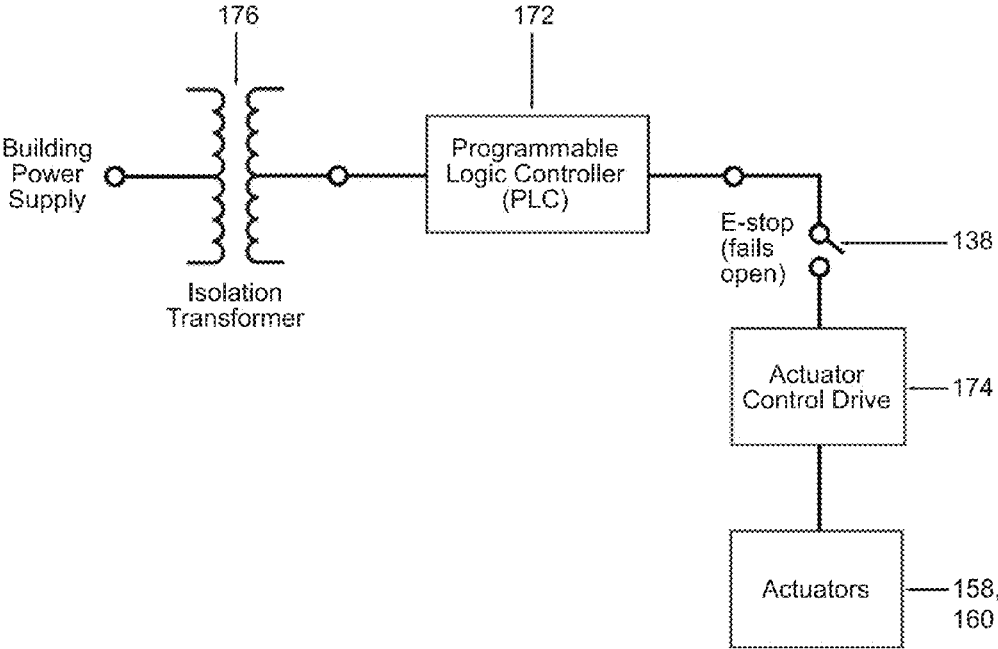 176
172
Building
Power
Supply
Programmable
Logic Controller
(PLC)
E-stop
(fails
open)
138
Isolation
Transformer
Actuator
Control Drive
174
Actuators
158,
160